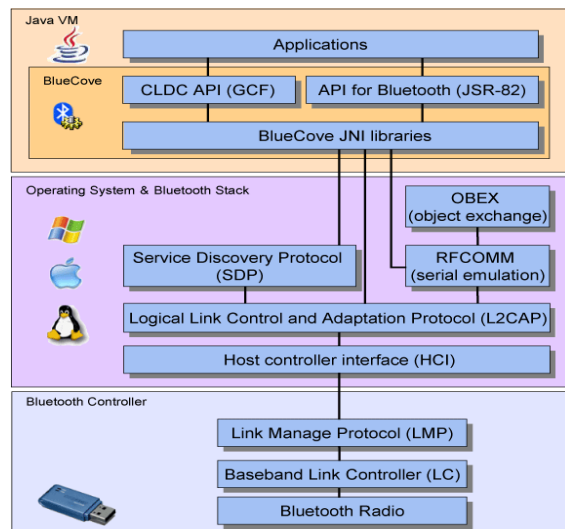 Java VM
Applications
BlueCove
CLDC API (GCF)
API for Bluetooth (JSR-82)
BlueCove JNI libraries
Operating System & Bluetooth Stack
OBEX
(object exchange)
Service Discovery Protocol
(SDP)
RFCOMM
(serial emulation)
Logical Link Control and Adaptation Protocol (L2CAP)
Host controller interface (HCI)
Bluetooth Controller
Link Manage Protocol (LMP)
Baseband Link Controller (LC)
Bluetooth Radio